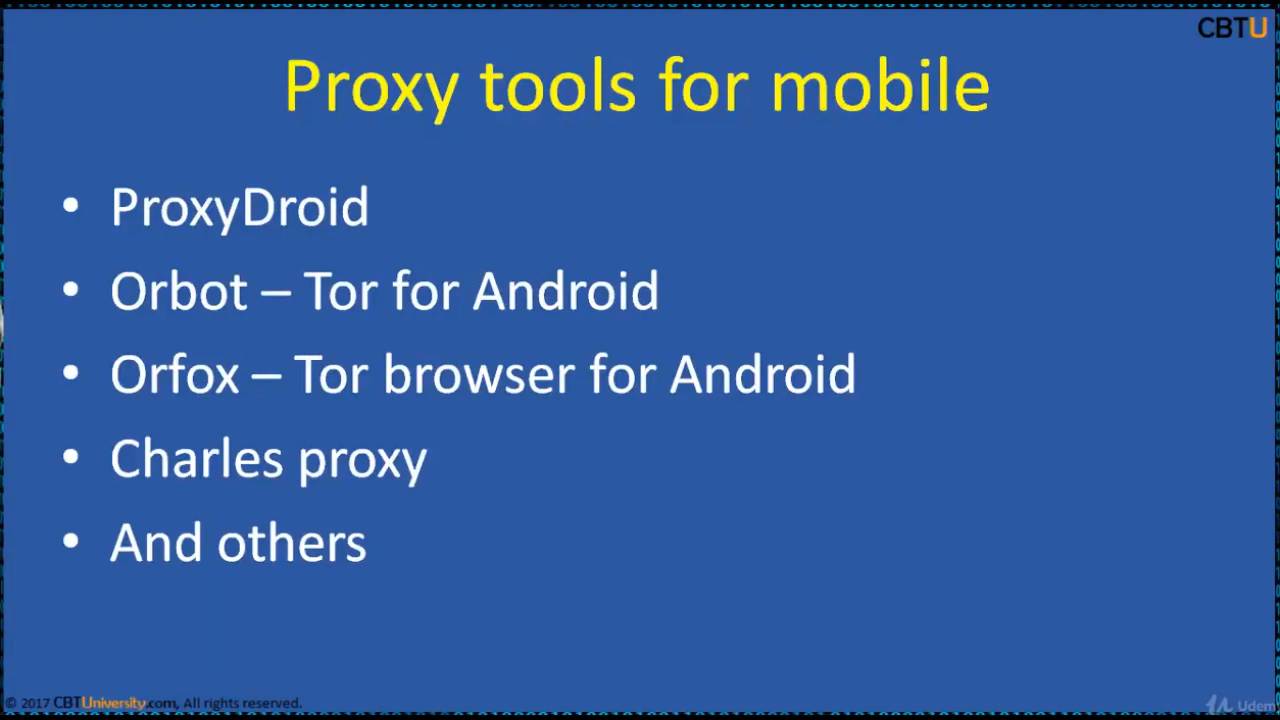 CBTU
Proxy tools for mobile
• ProxyDroid
• Orbot – Tor for Android
• Orfox – Tor browser for Android
• Charles proxy
• And others
© 2017 CBTUniversity.com, All rights reserved.